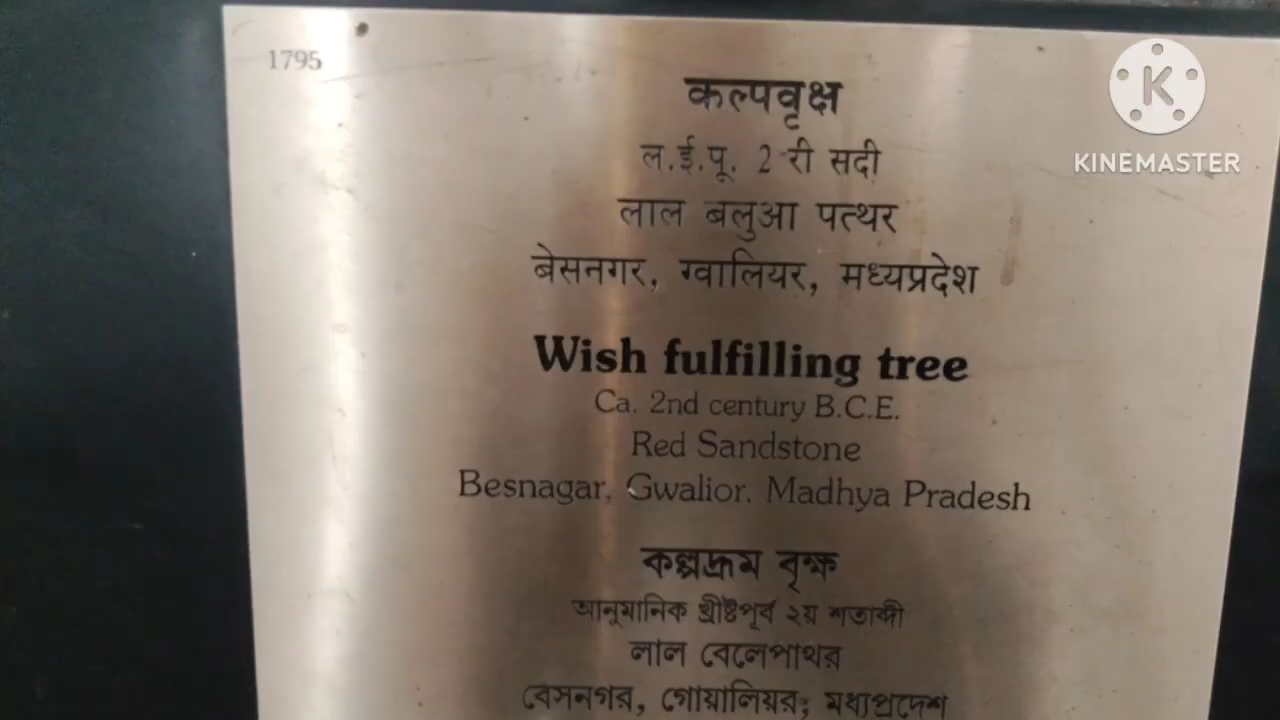 1795
कल्पवृक्ष
ल.ई.पू. 2 री सदी
लाल बलुआ पत्थर
बेसनगर, ग्वालियर, मध्यप्रदेश
Wish fulfilling tree
Ca. 2nd century B.C.E.
Red Sandstone
Besnagar, Gwalior. Madhya Pradesh
কল্পদ্রুম বৃক্ষ
আনুমানিক খ্রীষ্টপূর্ব ২য় শতাব্দী
লাল বেলেপাথর
বেসনগর, গোয়ালিয়র, মধ্যপ্রদেশ
K
KINEMASTER